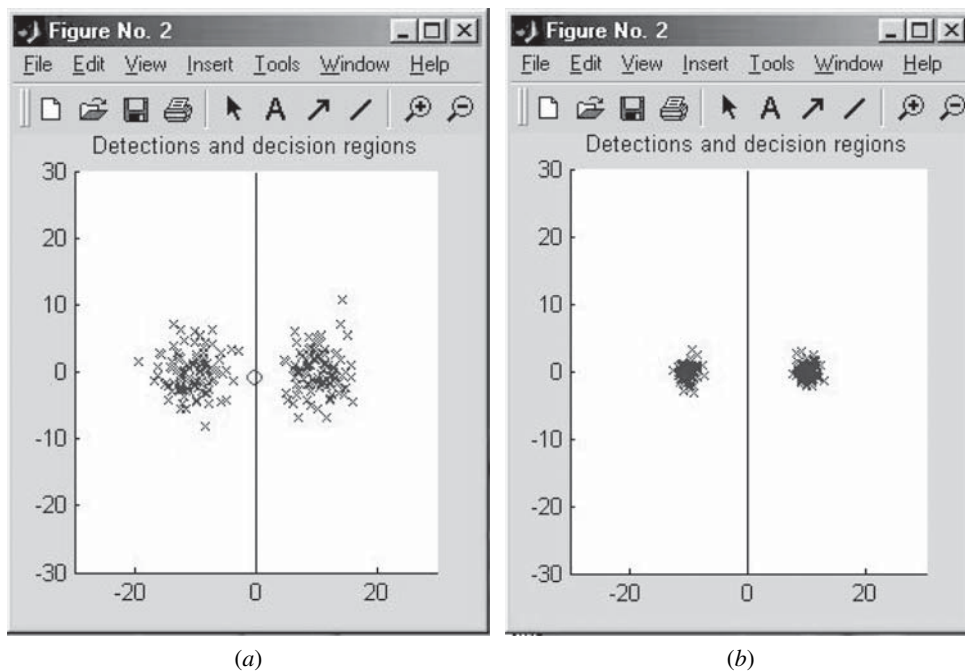 Figure No. 2
File Edit View Insert Tools Window Help
A
Detections and decision regions
30
20
10
0
-10
-20
-30
-20 0 20
(a)
Figure No. 2
File Edit View Insert Tools Window Help
A
Detections and decision regions
30
20
10
0
-10
-20
-30
-20 0 20
(b)